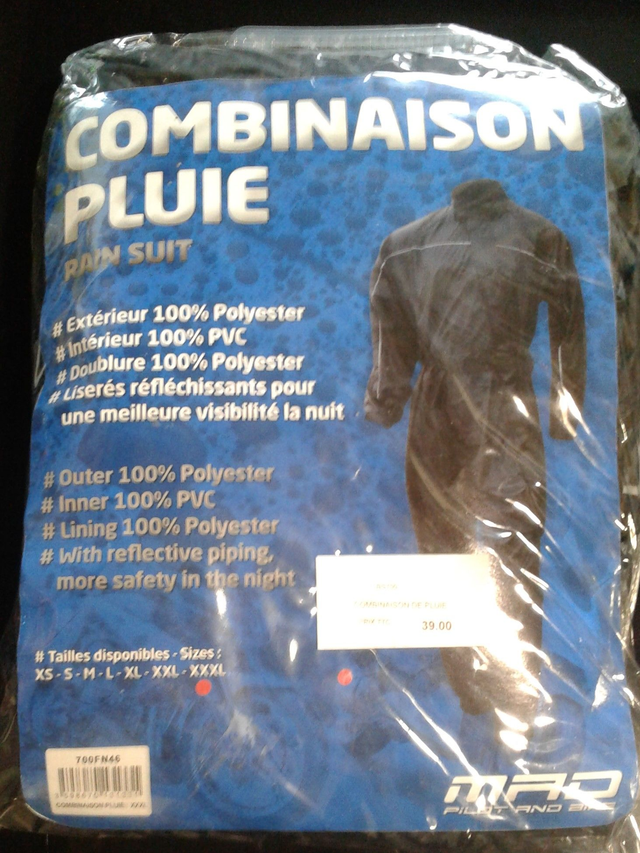 COMBINAISON
PLUIE
RAIN SUIT
# Extérieur 100% Polyester
# Intérieur 100% PVC
# Doublure 100% Polyester
# Liserés réfléchissants pour
une meilleure visibilité la nuit
# Outer 100% Polyester
# Inner 100% PVC
# Lining 100% Polyester
# With reflective piping,
more safety in the night
COMBINAISON DE PLUIE
39.00
# Tailles disponibles - Sizes :
XS - S - M - L - XL - XXL - XXXL
700FN46
COMBINAISON PLUIE: XXXL
MAD
PILOT AND BIKE